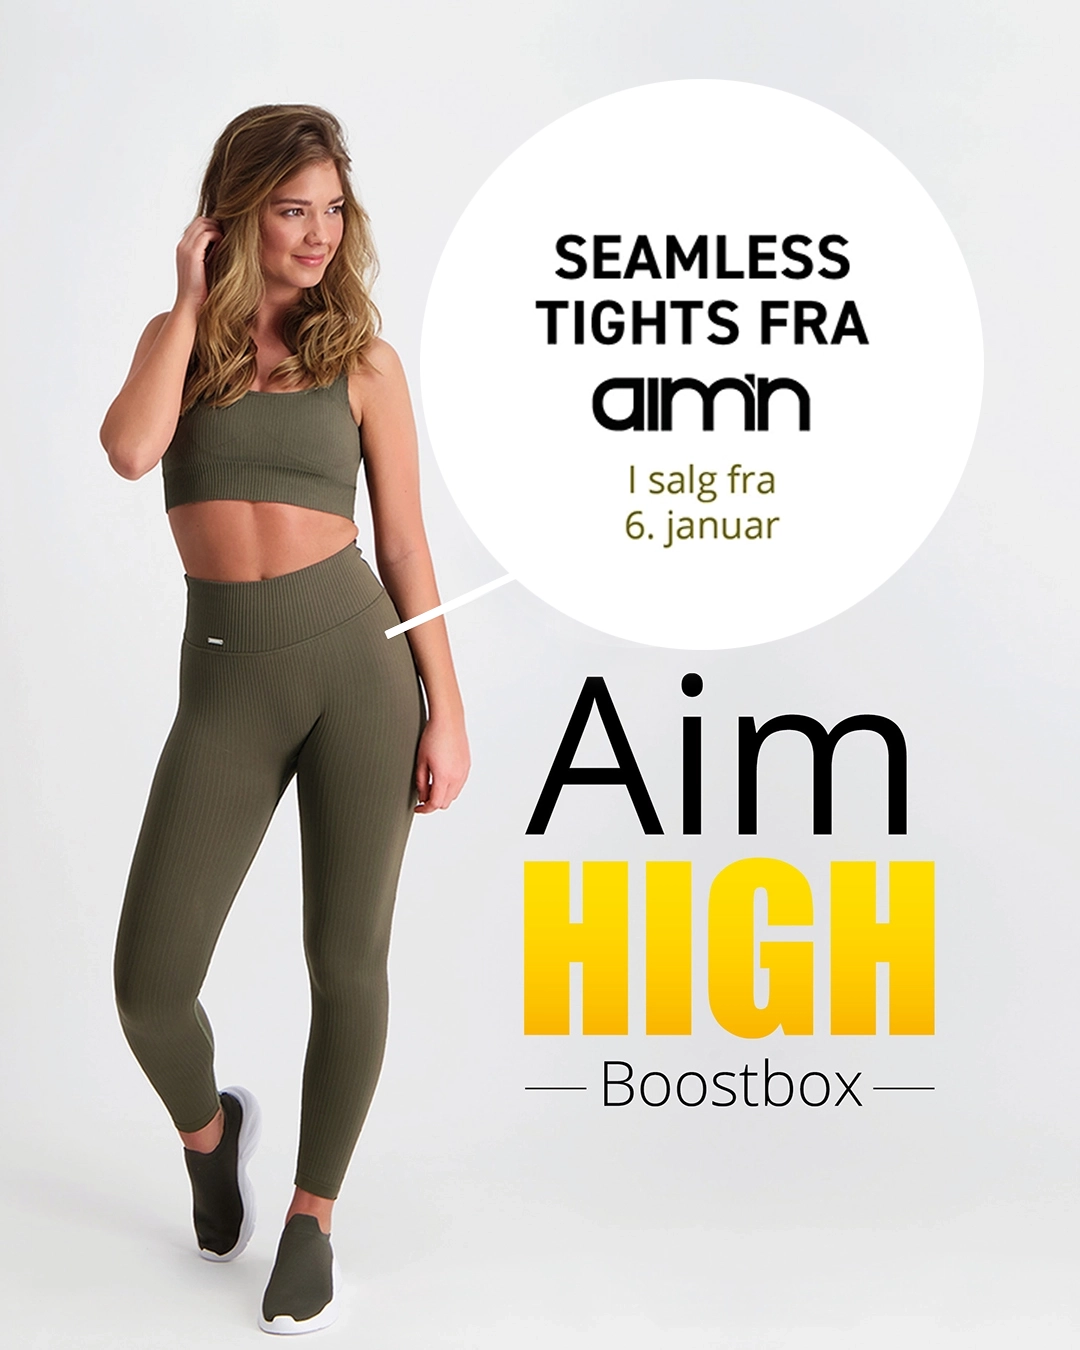 SEAMLESS
TIGHTS FRA
aim'n
I salg fra
6. januar
Aim
HIGH
Boostbox